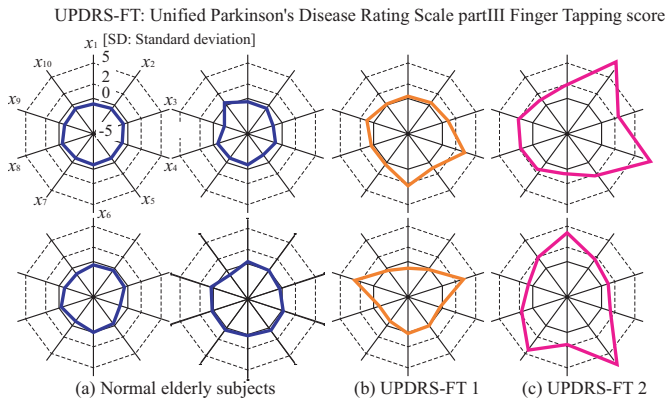 UPDRS-FT: Unified Parkinson's Disease Rating Scale partIII Finger Tapping score
x1 [SD: Standard deviation]
x10 5 x2
2
x9 0 x3
-5
x8 x4
x7 x5
x6
(a) Normal elderly subjects (b) UPDRS-FT 1 (c) UPDRS-FT 2